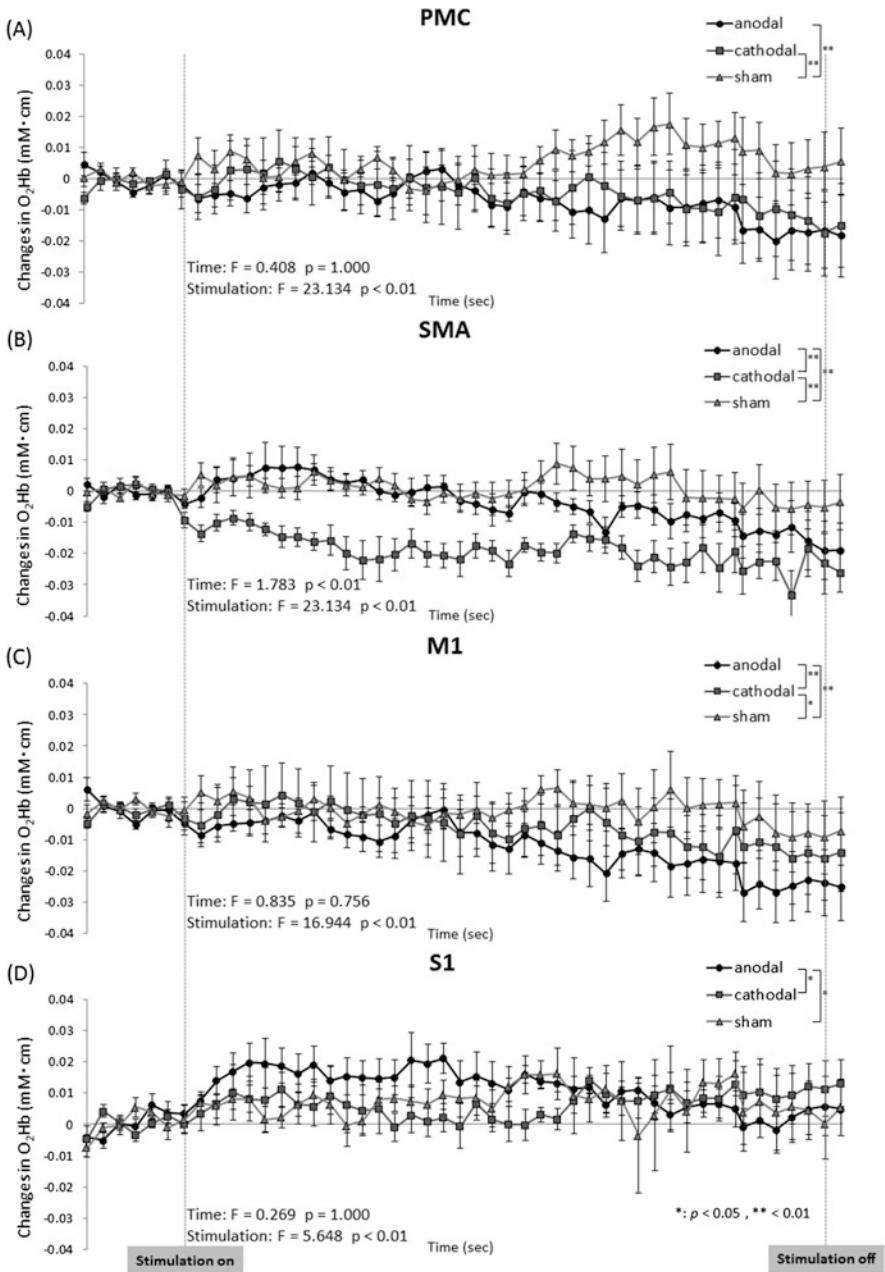 (A)
PMC
anodal
cathodal
sham
**
**
Changes in O₂Hb (mM·cm)
0.04
0.03
0.02
0.01
0
-0.01
-0.02
-0.03
-0.04
Time: F = 0.408 p = 1.000
Stimulation: F = 23.134 p < 0.01
Time (sec)
(B)
SMA
anodal
cathodal
sham
**
**
**
Changes in O₂Hb (mM·cm)
0.04
0.03
0.02
0.01
0
-0.01
-0.02
-0.03
-0.04
Time: F = 1.783 p < 0.01
Stimulation: F = 23.134 p < 0.01
Time (sec)
(C)
M1
anodal
cathodal
sham
**
*
**
Changes in O₂Hb (mM·cm)
0.04
0.03
0.02
0.01
0
-0.01
-0.02
-0.03
-0.04
Time: F = 0.835 p = 0.756
Stimulation: F = 16.944 p < 0.01
Time (sec)
(D)
S1
anodal
cathodal
sham
*
*
Changes in O₂Hb (mM·cm)
0.04
0.03
0.02
0.01
0
-0.01
-0.02
-0.03
-0.04
Time: F = 0.269 p = 1.000
Stimulation: F = 5.648 p < 0.01
Time (sec)
*: p < 0.05 , ** < 0.01
Stimulation on
Stimulation off